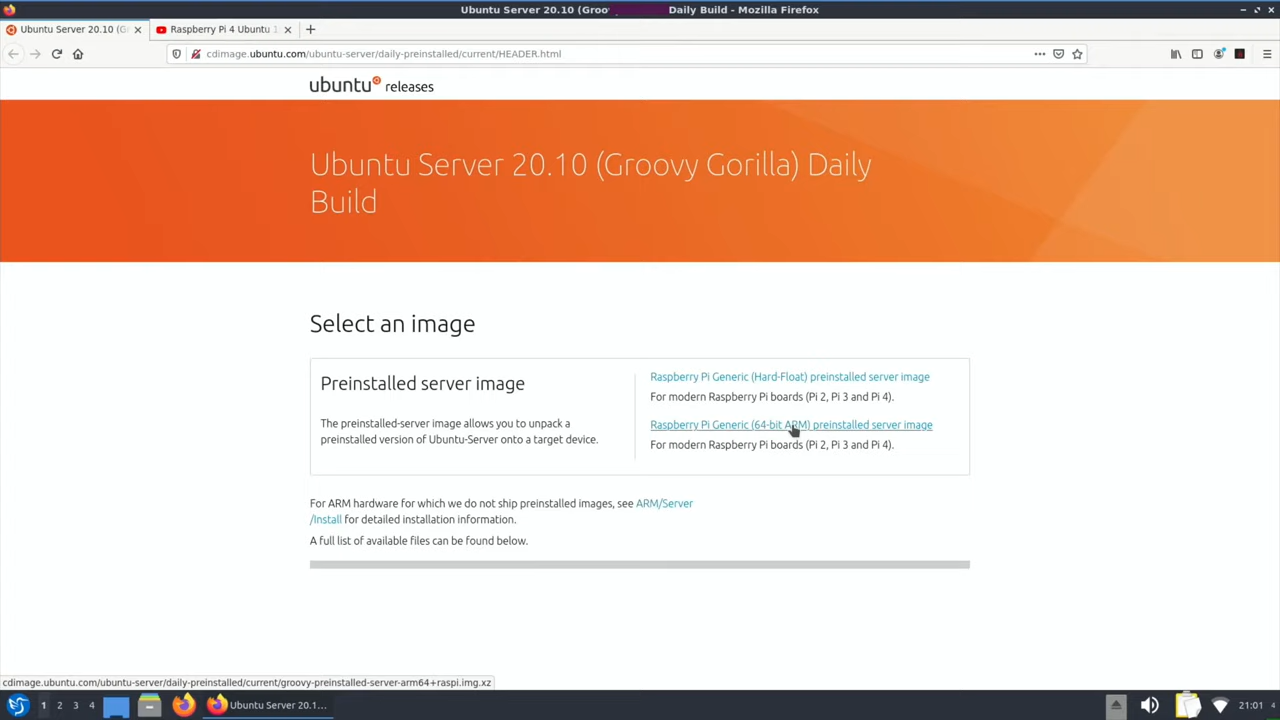 Ubuntu Server 20.10 (Groo Daily Build - Mozilla Firefox
Ubuntu Server 20.10 (G
Raspberry Pi 4 Ubuntu
cdimage.ubuntu.com/ubuntu-server/daily-preinstalled/current/HEADER.html
ubuntu releases
Ubuntu Server 20.10 (Groovy Gorilla) Daily
Build
Select an image
Preinstalled server image
The preinstalled-server image allows you to unpack a
preinstalled version of Ubuntu-Server onto a target device.
Raspberry Pi Generic (Hard-Float) preinstalled server image
For modern Raspberry Pi boards (Pi 2, Pi 3 and Pi 4).
Raspberry Pi Generic (64-bit ARM) preinstalled server image
For modern Raspberry Pi boards (Pi 2, Pi 3 and Pi 4).
For ARM hardware for which we do not ship preinstalled images, see ARM/Server
/Install for detailed installation information.
A full list of available files can be found below.
cdimage.ubuntu.com/ubuntu-server/daily-preinstalled/current/groovy-preinstalled-server-arm64+raspi.img.xz
1 2 3 4
Ubuntu Server 20.1...
21:01 4